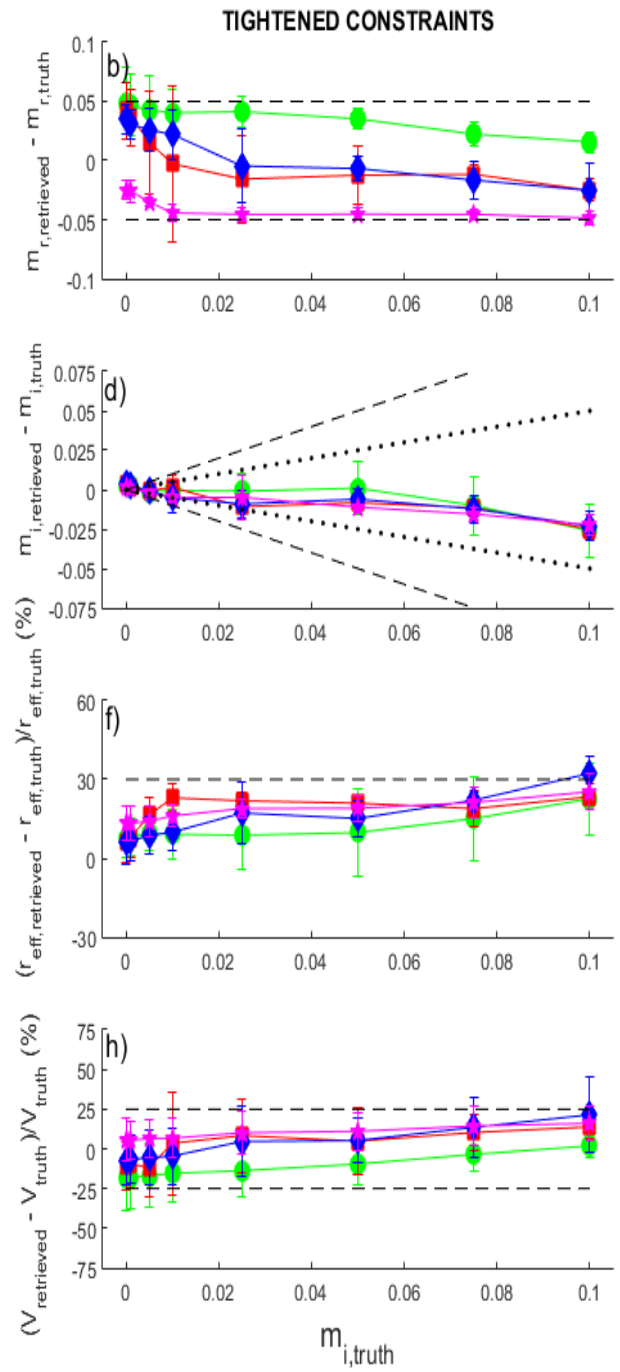 TIGHTENED CONSTRAINTS
b)
0.1
0.05
0
-0.05
-0.1
m_r,retrieved - m_r,truth
0 0.02 0.04 0.06 0.08 0.1
d)
0.075
0.05
0.025
0
-0.025
-0.05
-0.075
m_i,retrieved - m_i,truth
0 0.02 0.04 0.06 0.08 0.1
f)
60
30
0
-30
(r_eff,retrieved - r_eff,truth)/r_eff,truth (%)
0 0.02 0.04 0.06 0.08 0.1
h)
75
50
25
0
-25
-50
-75
(V_retrieved - V_truth)/V_truth (%)
0 0.02 0.04 0.06 0.08 0.1
m_i,truth